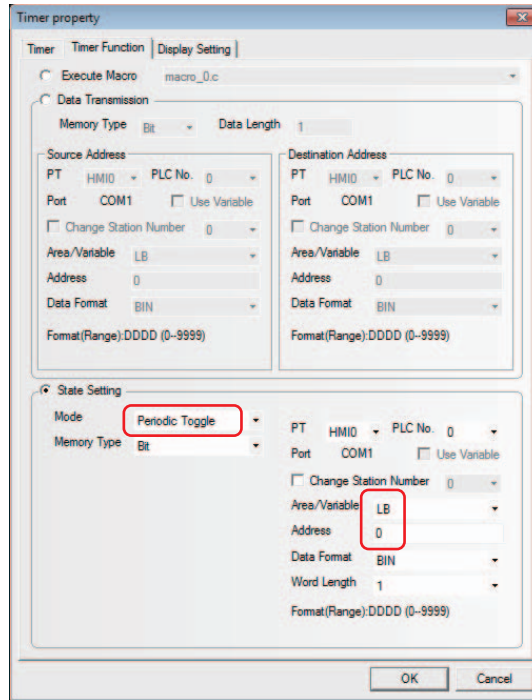 Timer property
Timer Timer Function Display Setting
Execute Macro macro_0.c
Data Transmission
Memory Type Bit Data Length 1
Source Address
PT HMI0 PLC No. 0
Port COM1 Use Variable
Change Station Number 0
Area/Variable LB
Address 0
Data Format BIN
Format(Range):DDDD (0--9999)
Destination Address
PT HMI0 PLC No. 0
Port COM1 Use Variable
Change Station Number 0
Area/Variable LB
Address 0
Data Format BIN
Format(Range):DDDD (0--9999)
State Setting
Mode Periodic Toggle
Memory Type Bit
PT HMI0 PLC No. 0
Port COM1 Use Variable
Change Station Number 0
Area/Variable LB
Address 0
Data Format BIN
Word Length 1
Format(Range):DDDD (0--9999)
OK Cancel